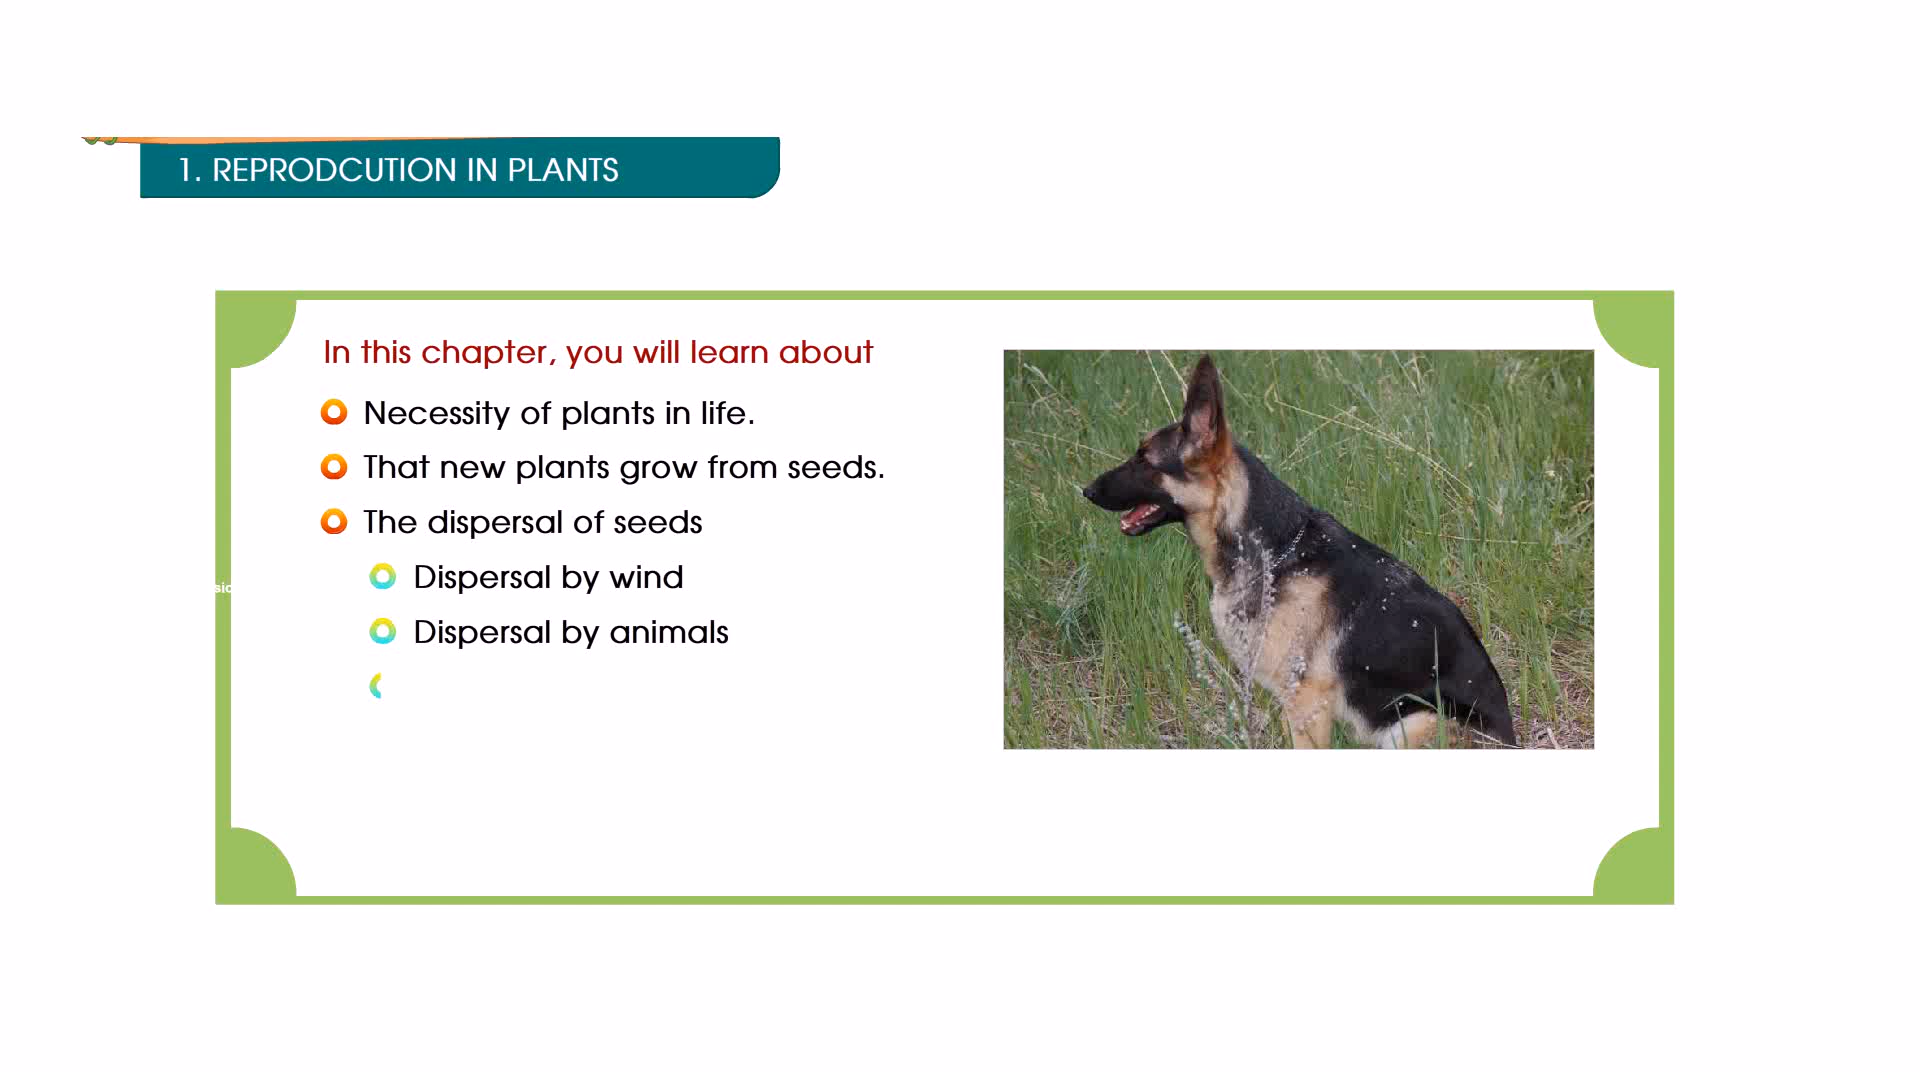 1. REPRODCUTION IN PLANTS
In this chapter, you will learn about
Necessity of plants in life.
That new plants grow from seeds.
The dispersal of seeds
Dispersal by wind
Dispersal by animals